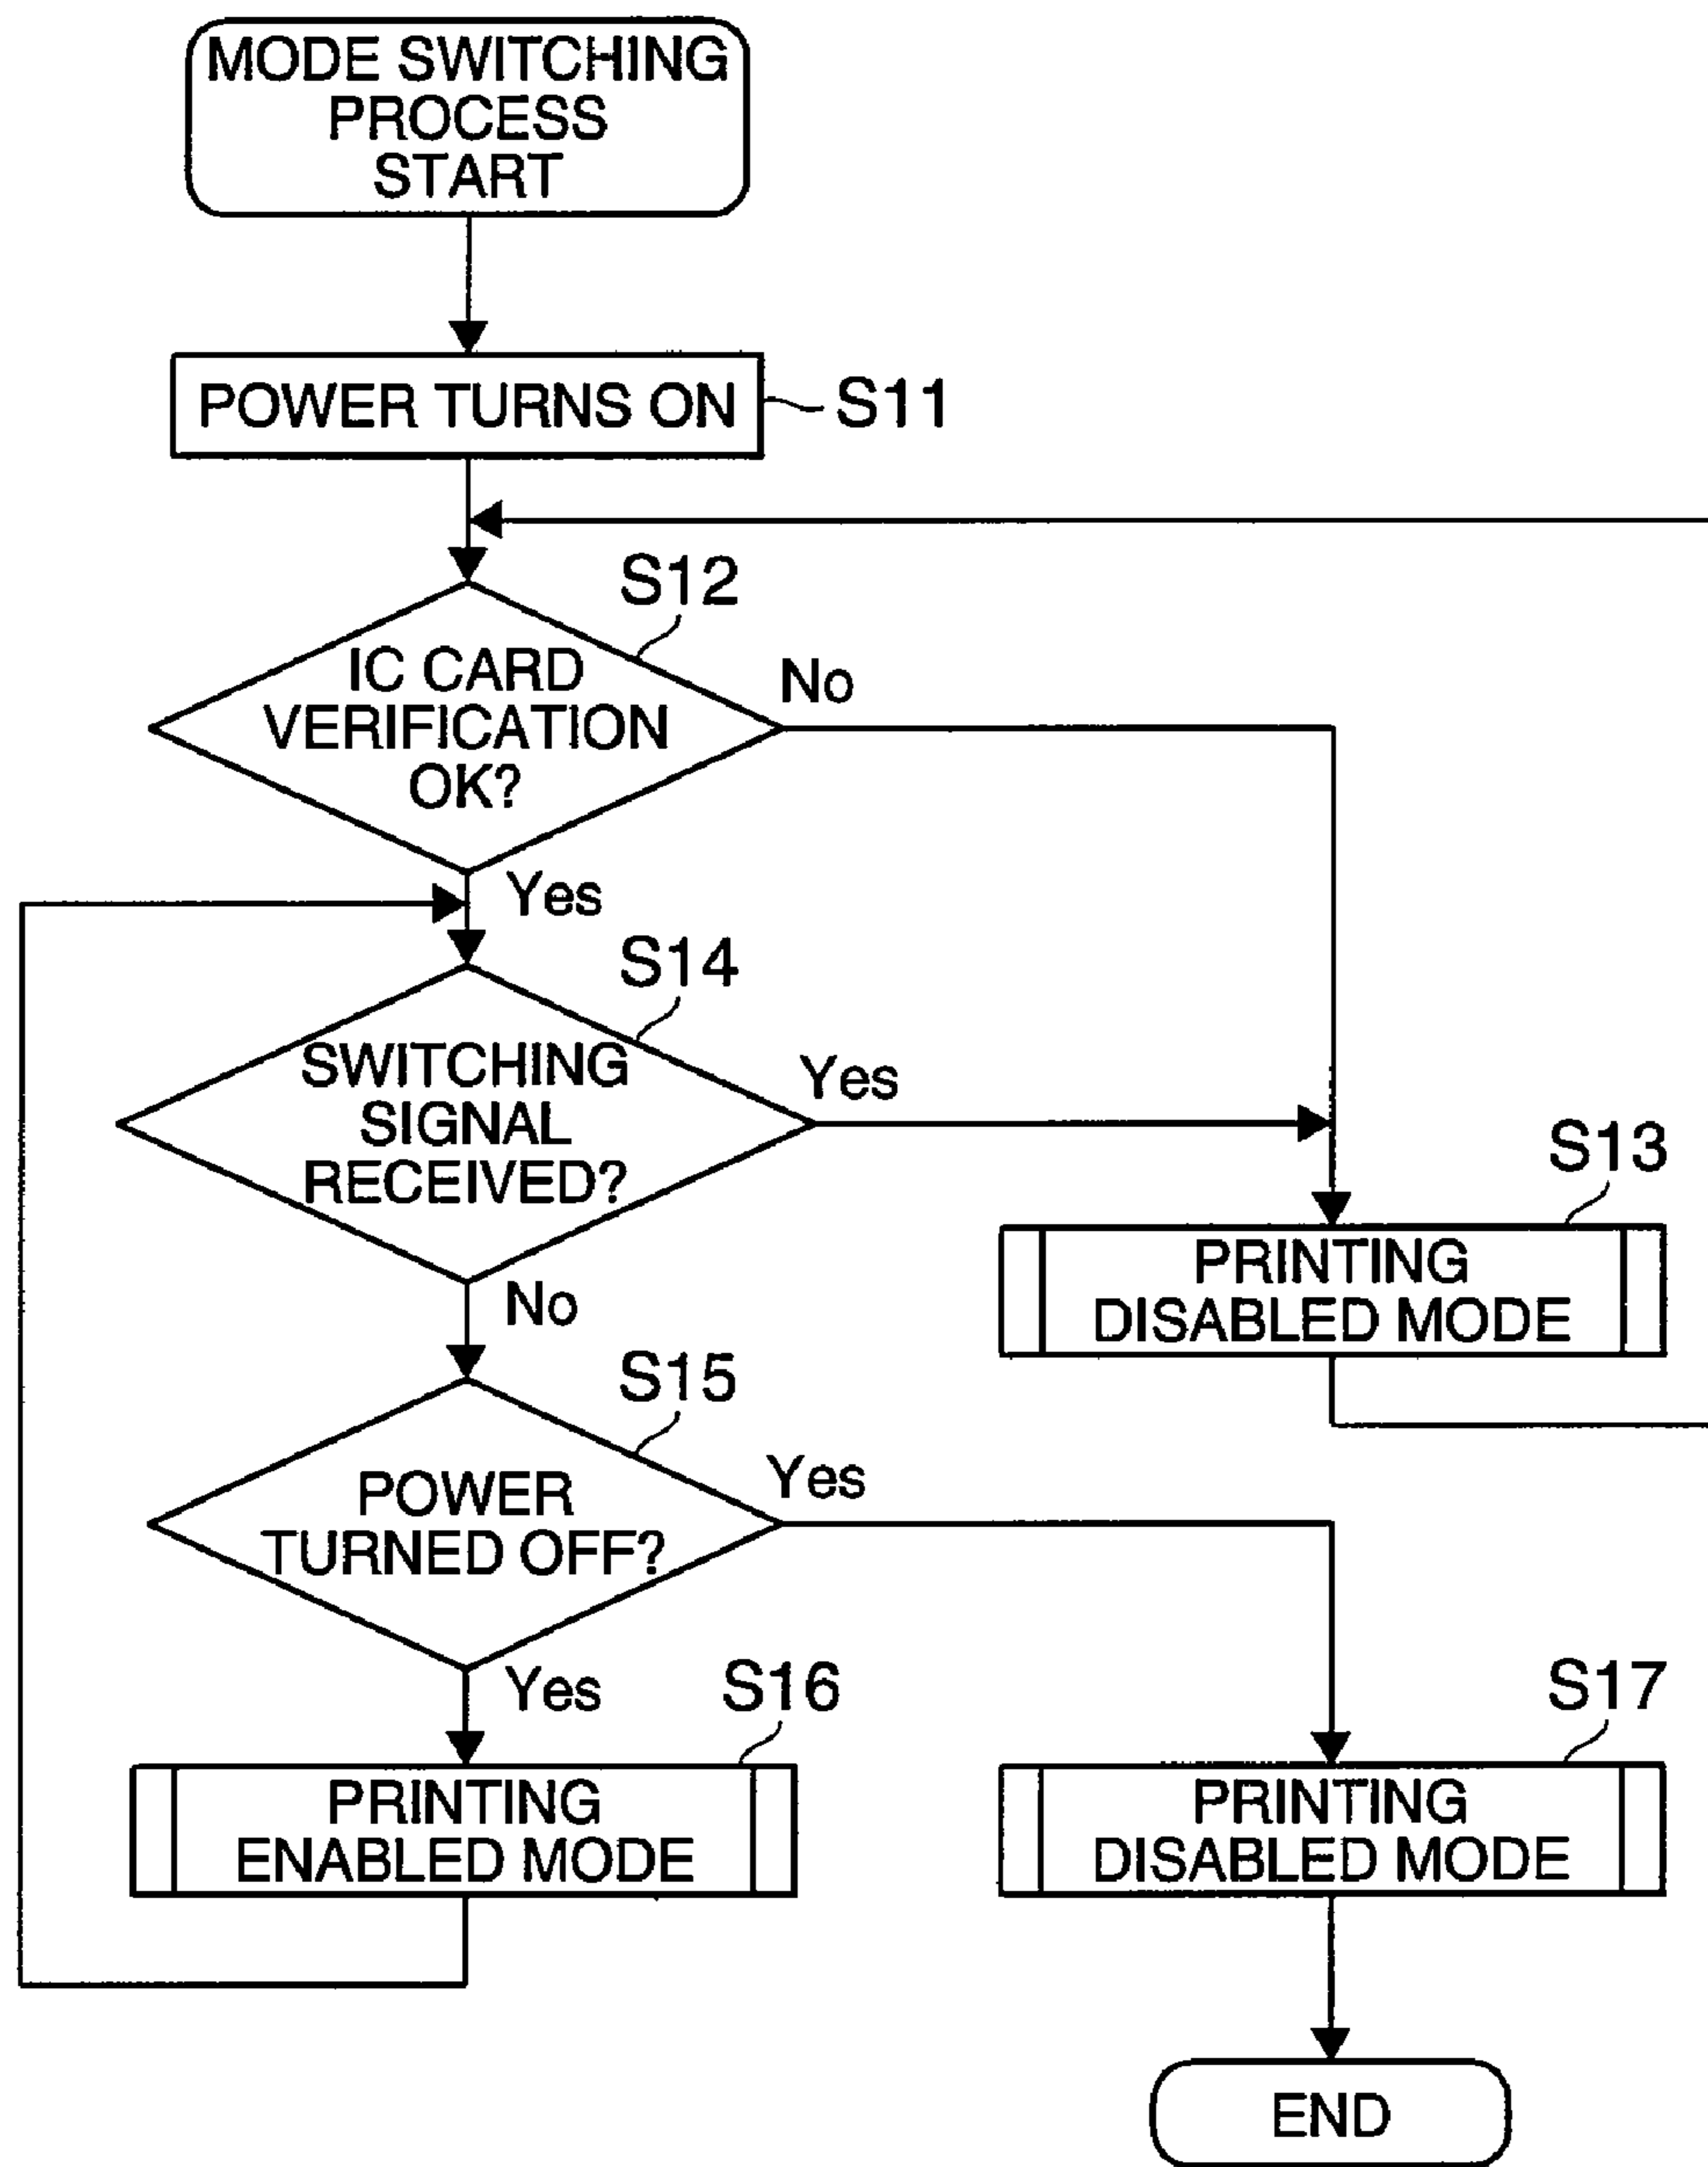 MODE SWITCHING
PROCESS
START
POWER TURNS ON
S11
S12
IC CARD
VERIFICATION
OK?
No
Yes
S14
SWITCHING
SIGNAL
RECEIVED?
Yes
No
S13
PRINTING
DISABLED MODE
S15
POWER
TURNED OFF?
Yes
Yes
S16
PRINTING
ENABLED MODE
S17
PRINTING
DISABLED MODE
END